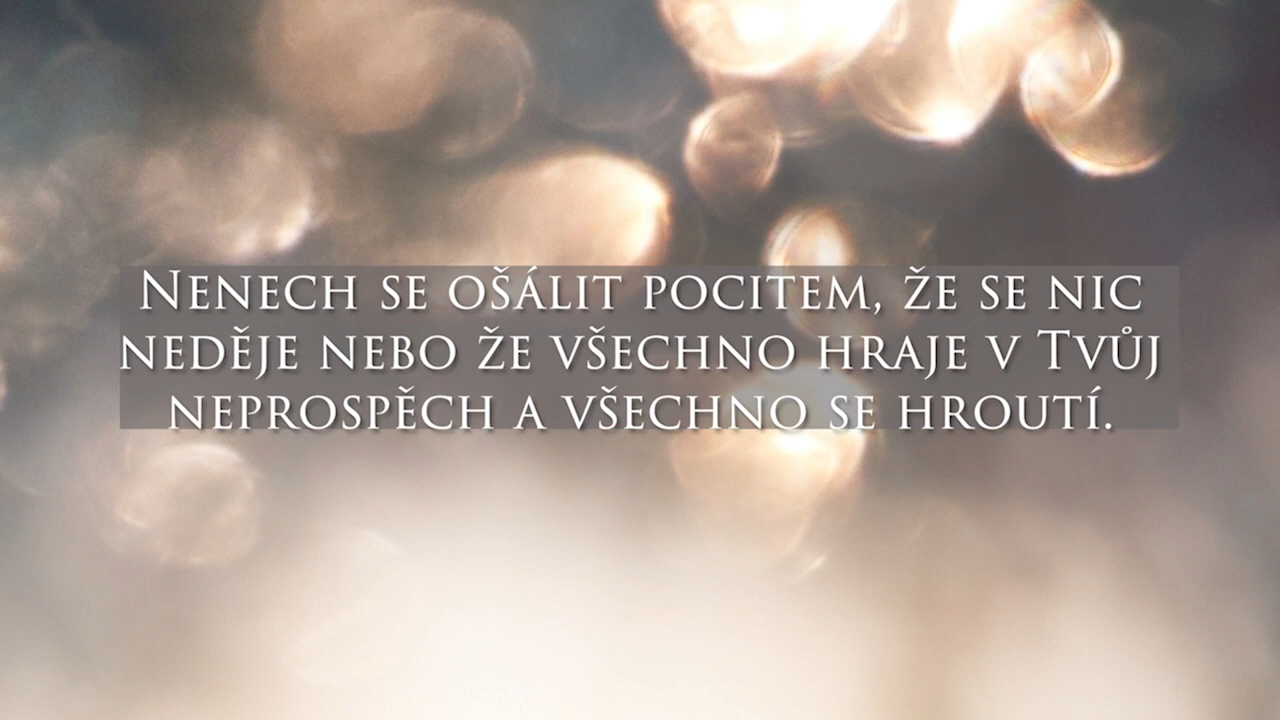 Nenech se ošálit pocitem, že se nic
neděje nebo že všechno hraje v Tvůj
neprospěch a všechno se hroutí.